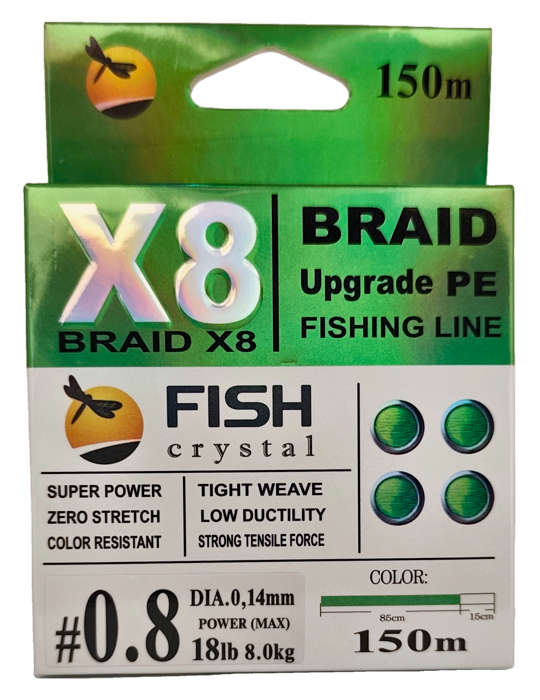 150m
X8
BRAID X8
BRAID
Upgrade PE
FISHING LINE
FISH
crystal
SUPER POWER
ZERO STRETCH
COLOR RESISTANT
TIGHT WEAVE
LOW DUCTILITY
STRONG TENSILE FORCE
#0.8
DIA.0,14mm
POWER (MAX)
18lb 8.0kg
COLOR:
85cm
15cm
150m